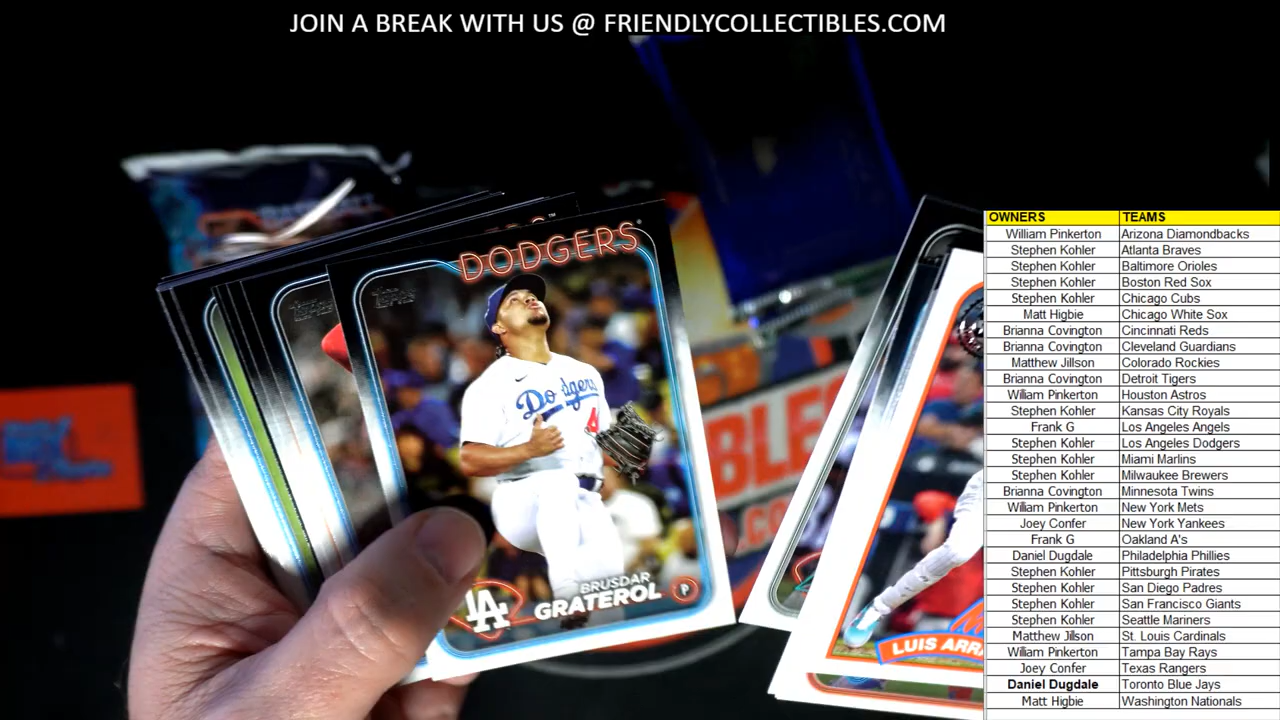 JOIN A BREAK WITH US @ FRIENDLYCOLLECTIBLES.COM
DODGERS
topps
Dodgers
4
LA
BRUSDAR
GRATEROL
P
LUIS
OWNERS TEAMS
William Pinkerton Arizona Diamondbacks
Stephen Kohler Atlanta Braves
Stephen Kohler Baltimore Orioles
Stephen Kohler Boston Red Sox
Stephen Kohler Chicago Cubs
Matt Higbie Chicago White Sox
Brianna Covington Cincinnati Reds
Brianna Covington Cleveland Guardians
Matthew Jillson Colorado Rockies
Brianna Covington Detroit Tigers
William Pinkerton Houston Astros
Stephen Kohler Kansas City Royals
Frank G Los Angeles Angels
Stephen Kohler Los Angeles Dodgers
Stephen Kohler Miami Marlins
Stephen Kohler Milwaukee Brewers
Brianna Covington Minnesota Twins
William Pinkerton New York Mets
Joey Confer New York Yankees
Frank G Oakland A's
Daniel Dugdale Philadelphia Phillies
Stephen Kohler Pittsburgh Pirates
Stephen Kohler San Diego Padres
Stephen Kohler San Francisco Giants
Stephen Kohler Seattle Mariners
Matthew Jillson St. Louis Cardinals
William Pinkerton Tampa Bay Rays
Joey Confer Texas Rangers
Daniel Dugdale Toronto Blue Jays
Matt Higbie Washington Nationals